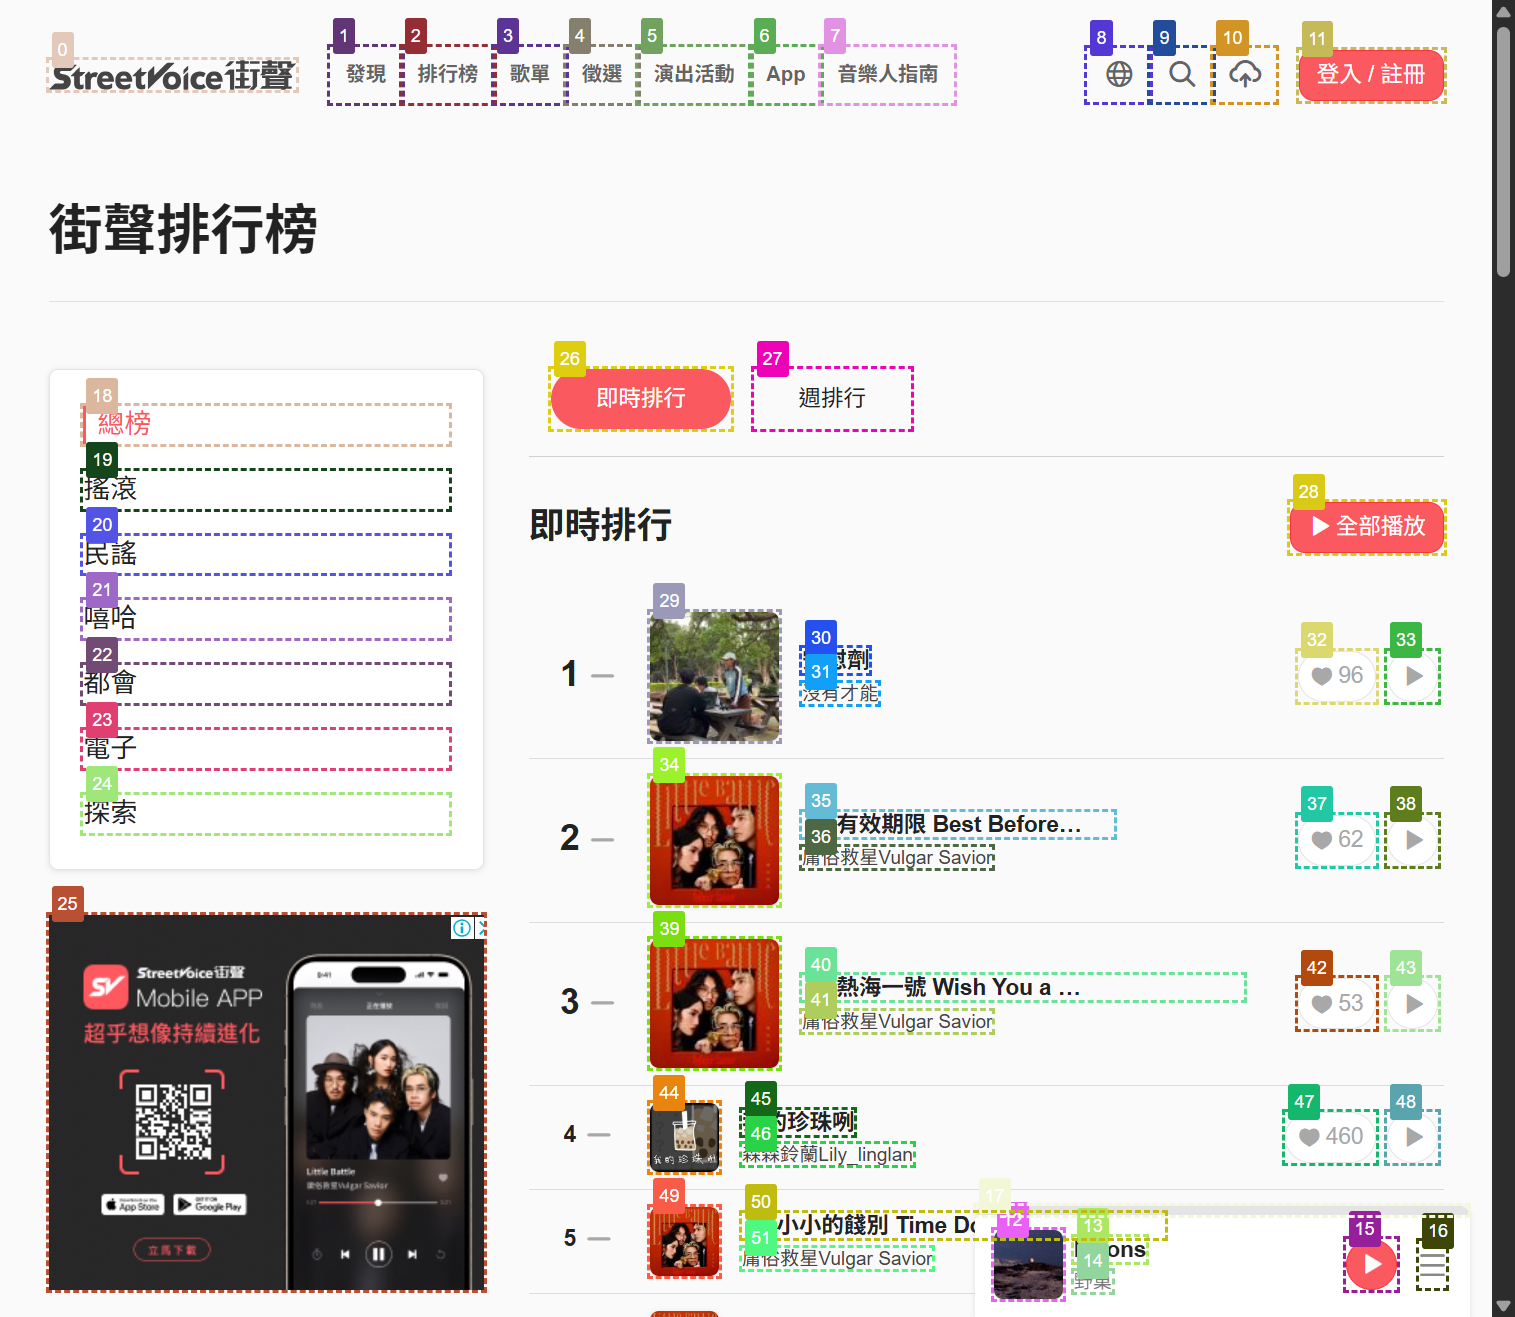 StreetVoice街聲
發現
排行榜
歌單
徵選
演出活動
App
音樂人指南
登入 / 註冊
街聲排行榜
總榜
搖滾
民謠
嘻哈
都會
電子
探索
即時排行
週排行
即時排行
全部播放
1
慰劑
沒有才能
96
2
有效期限 Best Before…
庸俗救星Vulgar Savior
62
3
熱海一號 Wish You a …
庸俗救星Vulgar Savior
53
4
的珍珠咧
森森鈴蘭Lily_linglan
460
5
小小的餞別 Time Do
庸俗救星Vulgar Savior
ons
野菓
StreetVoice街聲
Mobile APP
超乎想像持續進化
App Store
Google Play
立馬下載
Little Battle
庸俗救星Vulgar Savior
我的珍珠咧
0
1
2
3
4
5
6
7
8
9
10
11
12
13
14
15
16
17
18
19
20
21
22
23
24
25
26
27
28
29
30
31
32
33
34
35
36
37
38
39
40
41
42
43
44
45
46
47
48
49
50
51